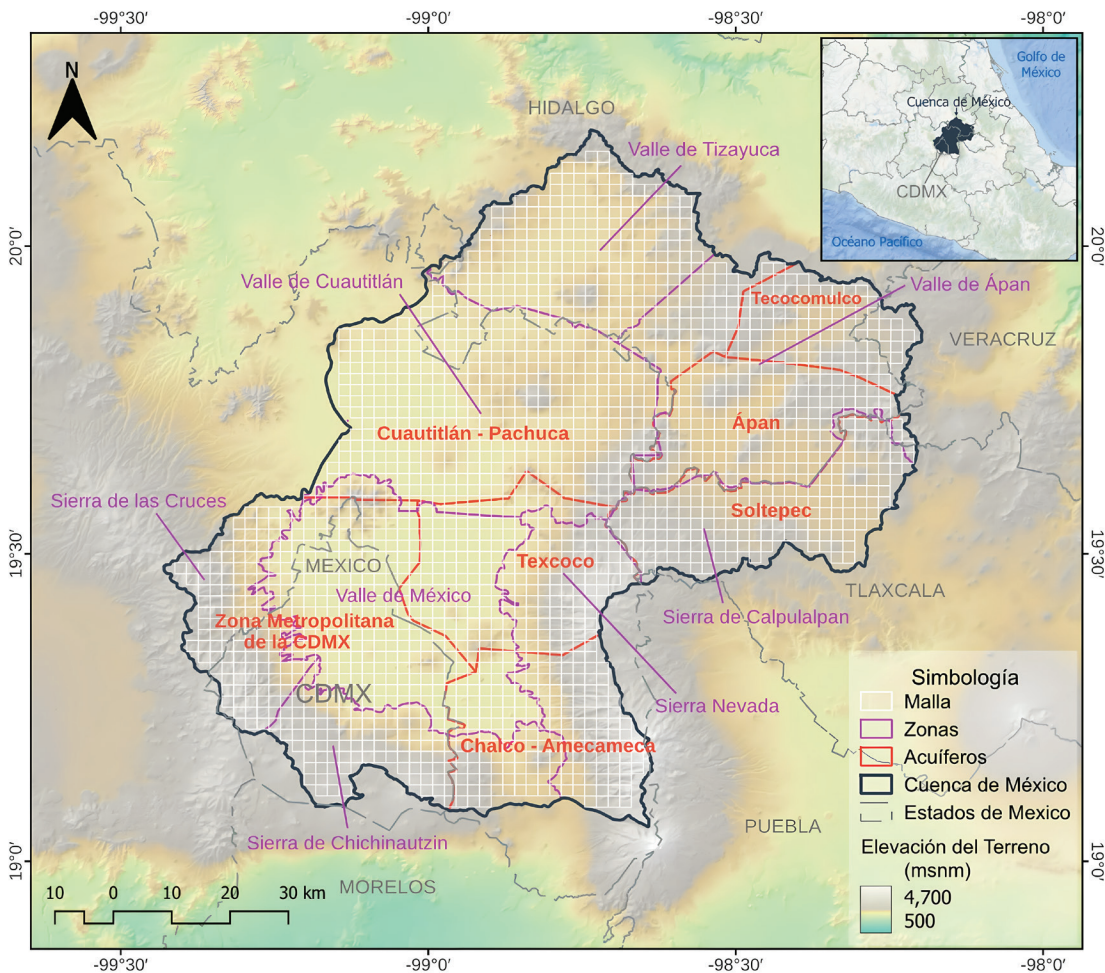 -99°30'
-99°0'
-98°30'
-98°0'
N
Golfo de
México
Cuenca de México
CDMX
Océano Pacífico
HIDALGO
Valle de Tizayuca
20°0'
20°0'
Valle de Cuautitlán
Tecocomulco
Valle de Ápan
VERACRUZ
Ápan
Cuautitlán - Pachuca
Sierra de las Cruces
Soltepec
19°30'
19°30'
MEXICO
Texcoco
Valle de México
TLAXCALA
Sierra de Calpulalpan
Zona Metropolitana
de la CDMX
CDMX
Sierra Nevada
Chalco - Amecameca
Simbología
Malla
Zonas
Acuíferos
Cuenca de México
Estados de Mexico
Elevación del Terreno
(msnm)
4,700
500
PUEBLA
Sierra de Chichinautzin
19°0'
19°0'
MORELOS
10 0 10 20 30 km
-99°30'
-99°0'
-98°30'
-98°0'